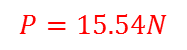 P = 15.54N